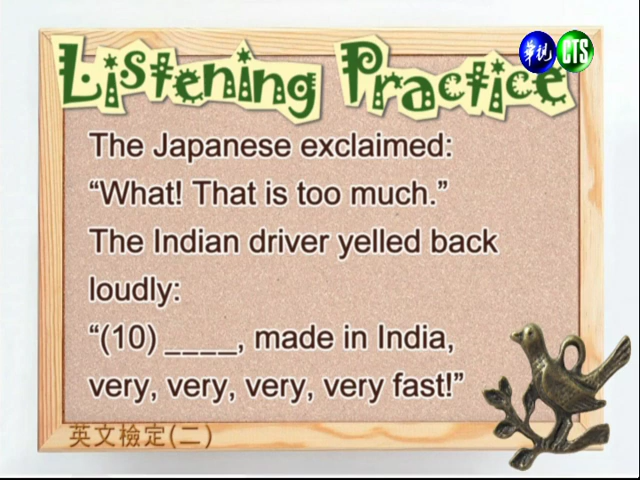 華視 CTS
Listening Practice
The Japanese exclaimed:
“What! That is too much.”
The Indian driver yelled back
loudly:
“(10) ____, made in India,
very, very, very, very fast!”
英文檢定(二)